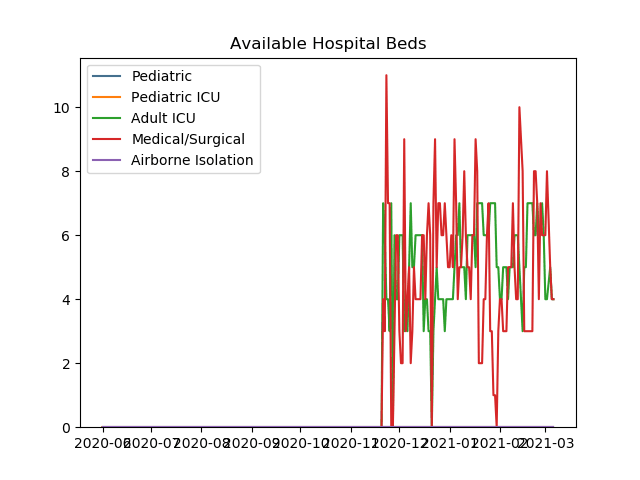 Available Hospital Beds
Pediatric
Pediatric ICU
Adult ICU
Medical/Surgical
Airborne Isolation
10
8
6
4
2
0
2020-06 2020-07 2020-08 2020-09 2020-10 2020-11 2020-12 2021-01 2021-02 2021-03